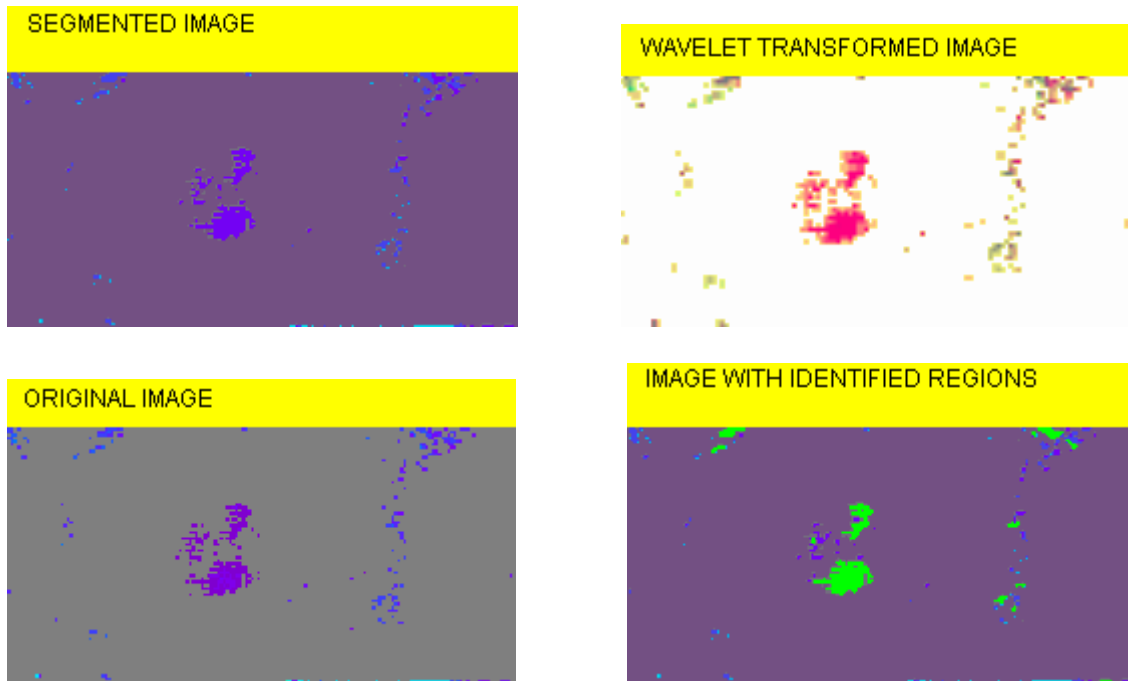 SEGMENTED IMAGE
WAVELET TRANSFORMED IMAGE
ORIGINAL IMAGE
IMAGE WITH IDENTIFIED REGIONS